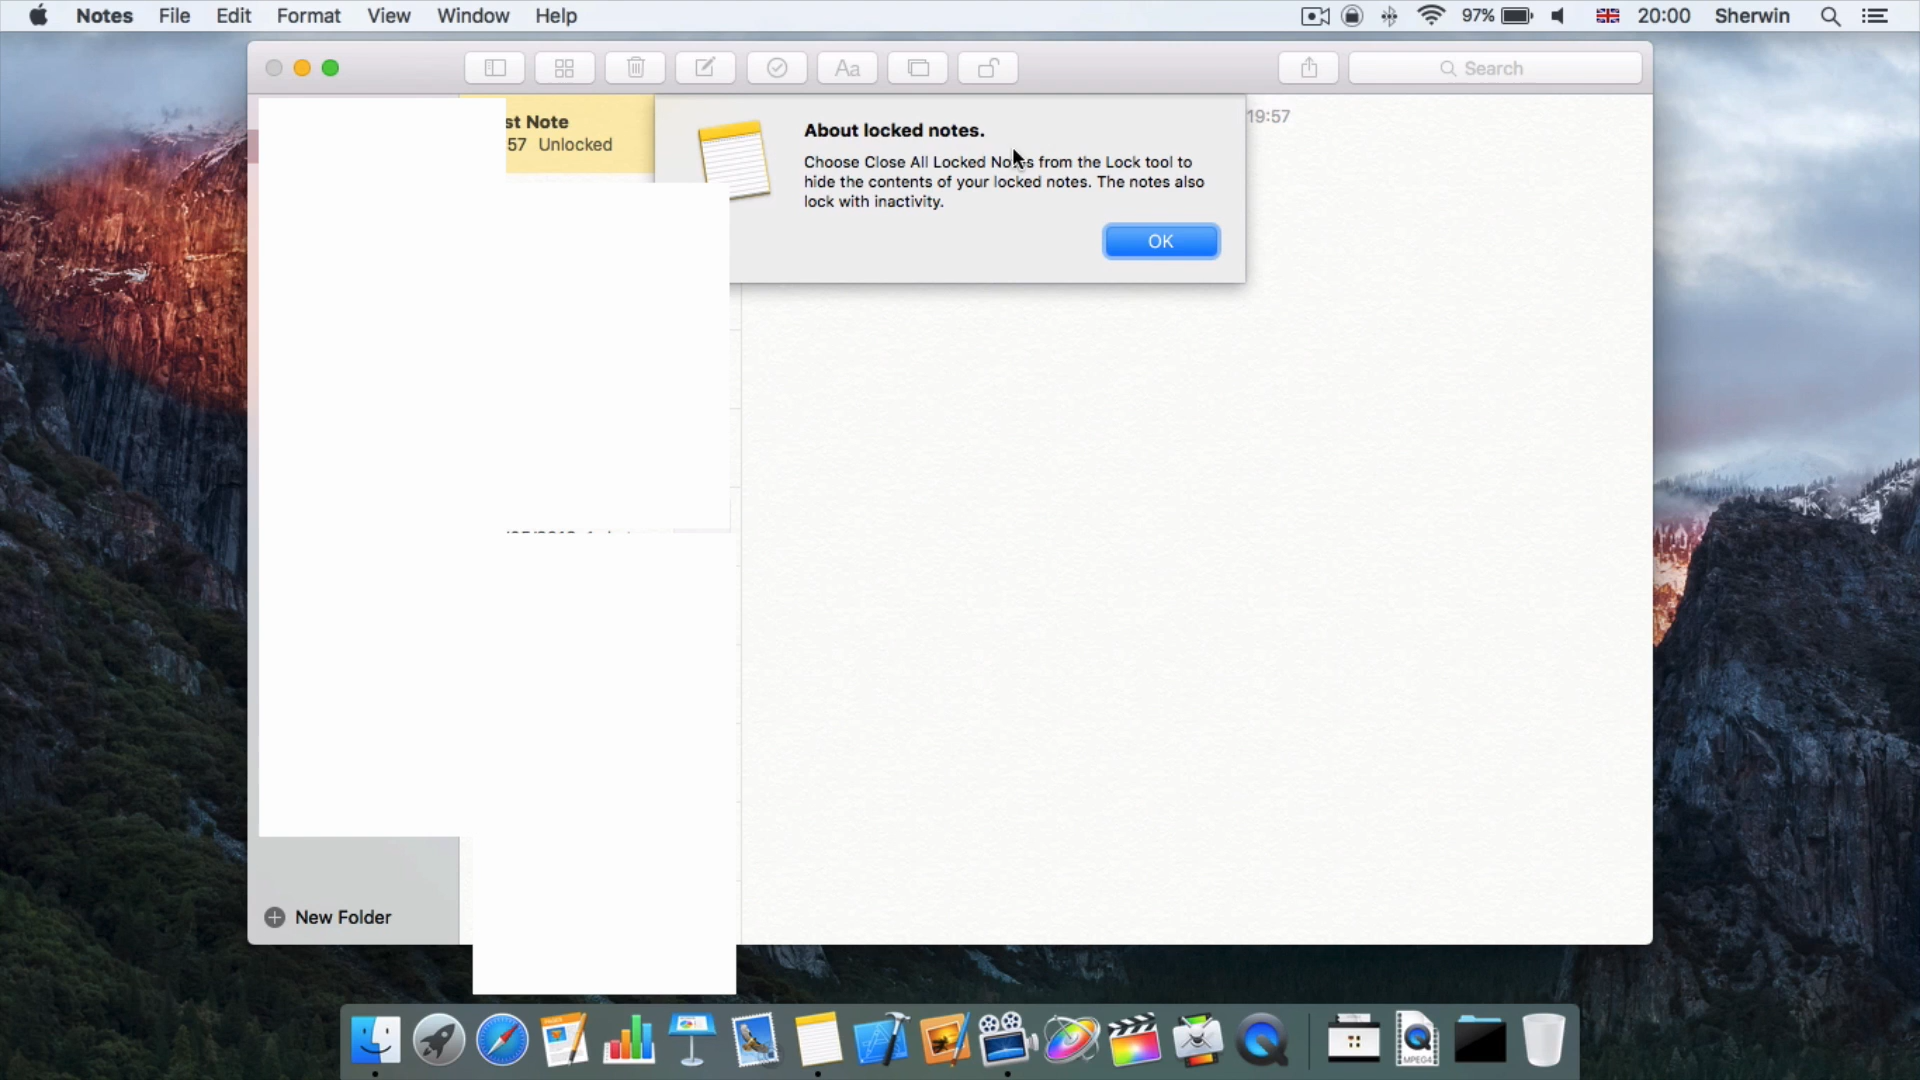 Notes File Edit Format View Window Help 97% 20:00 Sherwin
Aa Search
st Note
57 Unlocked
19:57
About locked notes.
Choose Close All Locked Notes from the Lock tool to
hide the contents of your locked notes. The notes also
lock with inactivity.
OK
New Folder
MPEG4